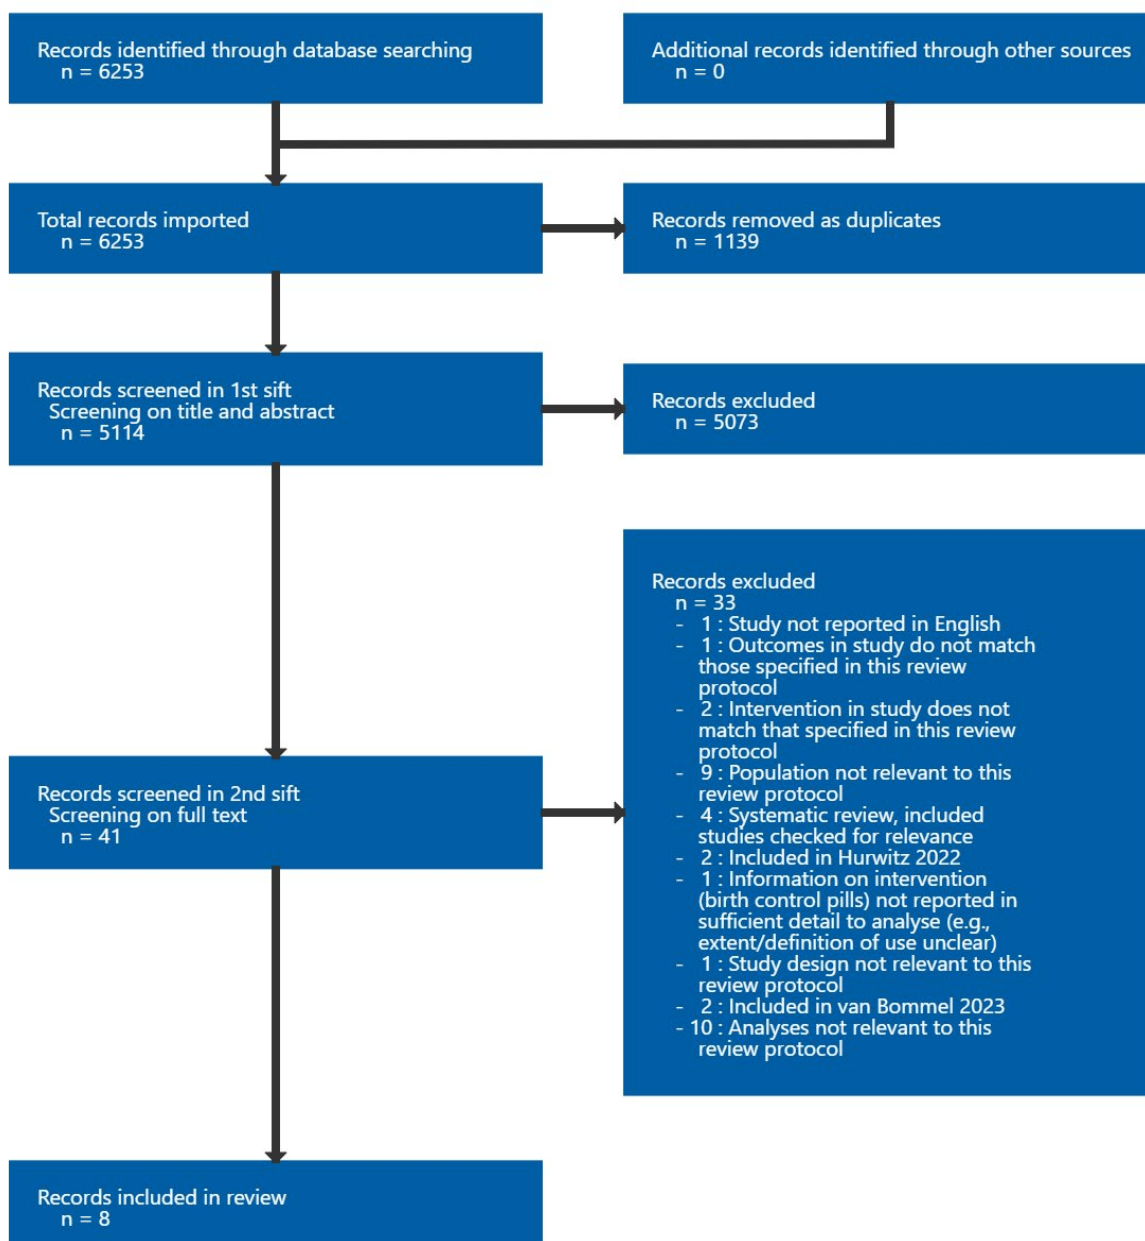 Records identified through database searching
n = 6253
Additional records identified through other sources
n = 0
Total records imported
n = 6253
Records removed as duplicates
n = 1139
Records screened in 1st sift
Screening on title and abstract
n = 5114
Records excluded
n = 5073
Records screened in 2nd sift
Screening on full text
n = 41
Records excluded
n = 33
- 1 : Study not reported in English
- 1 : Outcomes in study do not match
those specified in this review
protocol
- 2 : Intervention in study does not
match that specified in this review
protocol
- 9 : Population not relevant to this
review protocol
- 4 : Systematic review, included
studies checked for relevance
- 2 : Included in Hurwitz 2022
- 1 : Information on intervention
(birth control pills) not reported in
sufficient detail to analyse (e.g.,
extent/definition of use unclear)
- 1 : Study design not relevant to this
review protocol
- 2 : Included in van Bommel 2023
- 10 : Analyses not relevant to this
review protocol
Records included in review
n = 8